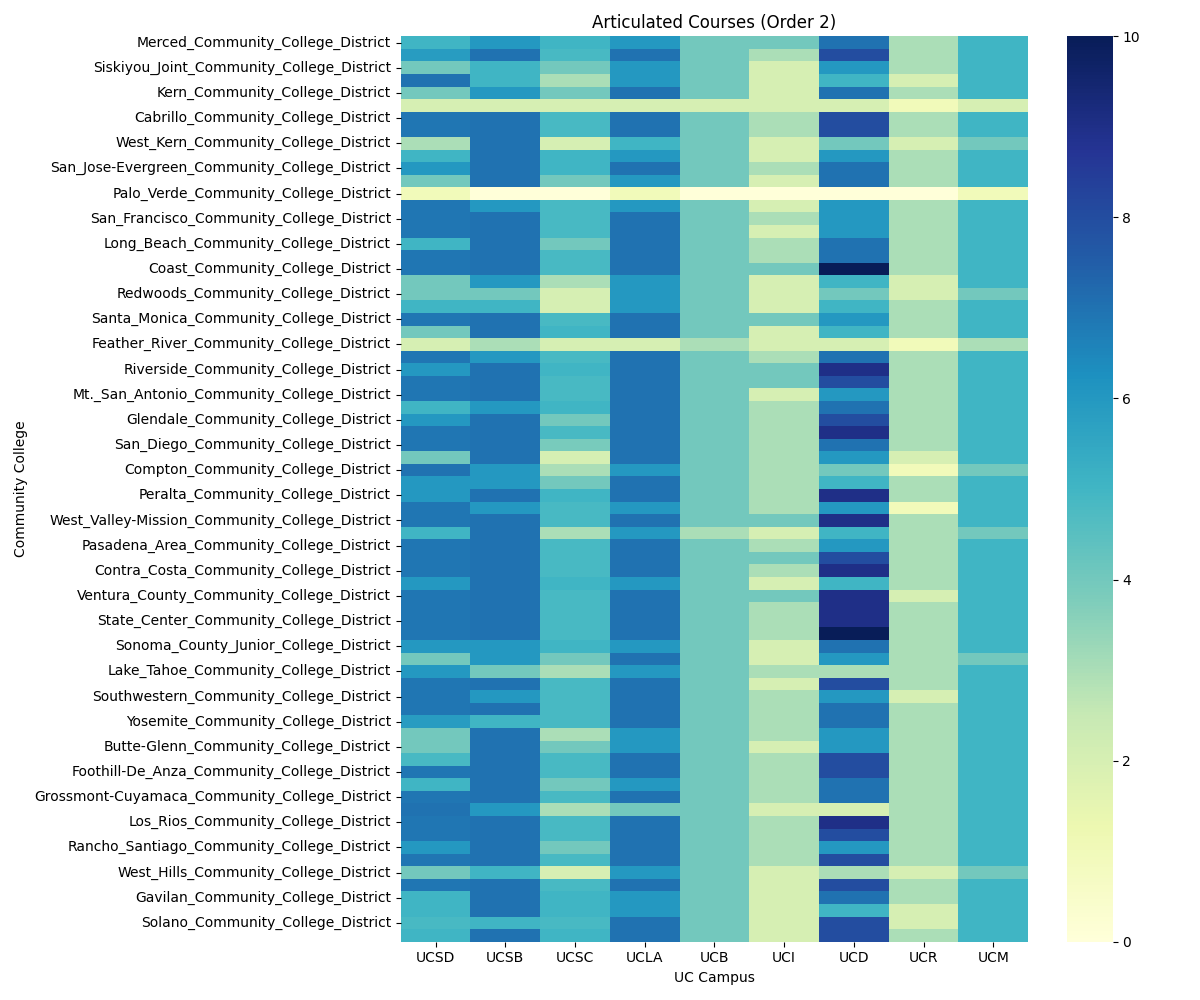 Articulated Courses (Order 2)
Merced_Community_College_District
Siskiyou_Joint_Community_College_District
Kern_Community_College_District
Cabrillo_Community_College_District
West_Kern_Community_College_District
San_Jose-Evergreen_Community_College_District
Palo_Verde_Community_College_District
San_Francisco_Community_College_District
Long_Beach_Community_College_District
Coast_Community_College_District
Redwoods_Community_College_District
Santa_Monica_Community_College_District
Feather_River_Community_College_District
Riverside_Community_College_District
Mt._San_Antonio_Community_College_District
Glendale_Community_College_District
San_Diego_Community_College_District
Compton_Community_College_District
Peralta_Community_College_District
West_Valley-Mission_Community_College_District
Pasadena_Area_Community_College_District
Contra_Costa_Community_College_District
Ventura_County_Community_College_District
State_Center_Community_College_District
Sonoma_County_Junior_College_District
Lake_Tahoe_Community_College_District
Southwestern_Community_College_District
Yosemite_Community_College_District
Butte-Glenn_Community_College_District
Foothill-De_Anza_Community_College_District
Grossmont-Cuyamaca_Community_College_District
Los_Rios_Community_College_District
Rancho_Santiago_Community_College_District
West_Hills_Community_College_District
Gavilan_Community_College_District
Solano_Community_College_District
Community College
UCSD UCSB UCSC UCLA UCB UCI UCD UCR UCM
UC Campus
10
8
6
4
2
0